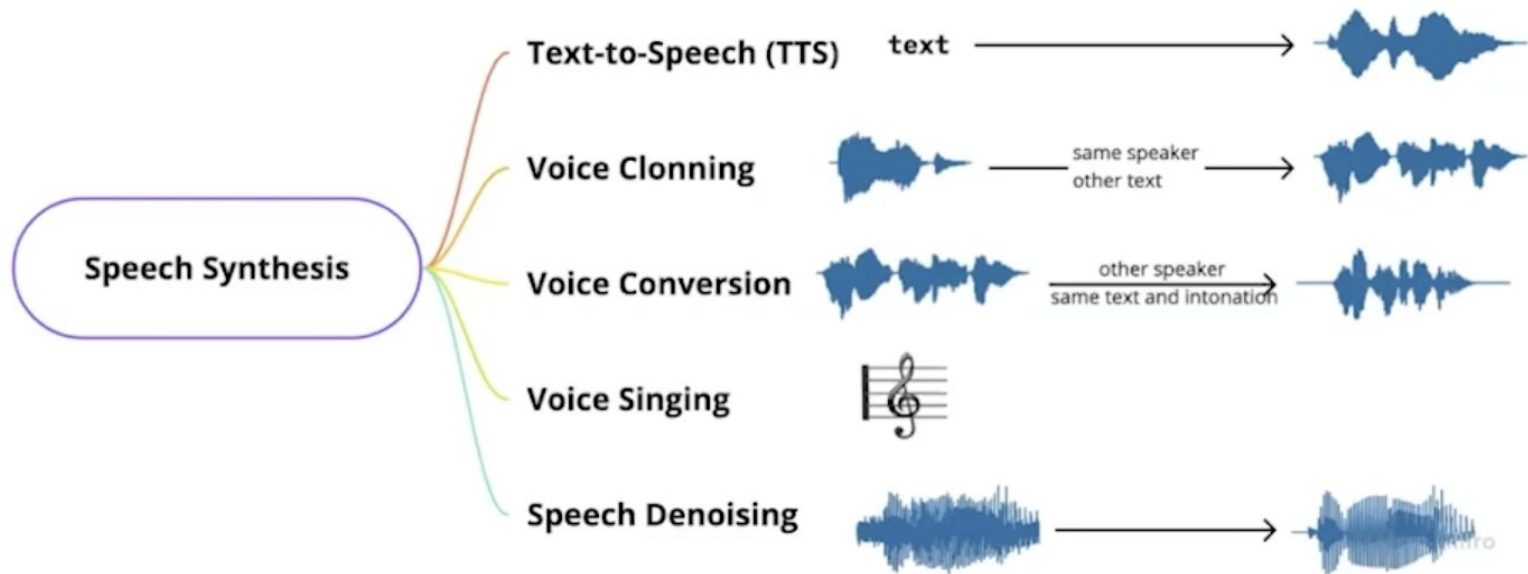 Text-to-Speech (TTS) text
Voice Clonning same speaker
other text
Speech Synthesis
Voice Conversion other speaker
same text and intonation
Voice Singing
Speech Denoising